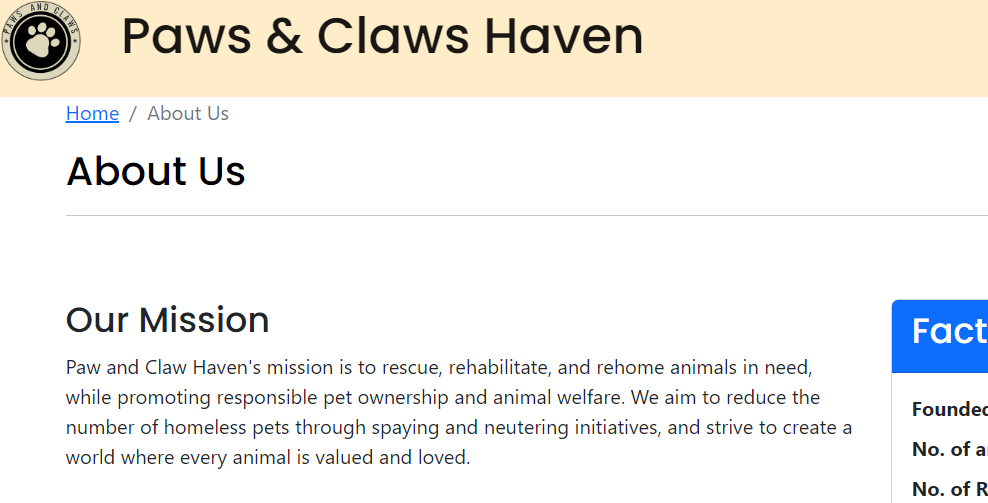 PAWS AND CLAWS
Paws & Claws Haven
Home / About Us
About Us
Our Mission
Paw and Claw Haven's mission is to rescue, rehabilitate, and rehome animals in need,
while promoting responsible pet ownership and animal welfare. We aim to reduce the
number of homeless pets through spaying and neutering initiatives, and strive to create a
world where every animal is valued and loved.
Fact
Founded
No. of a
No. of R